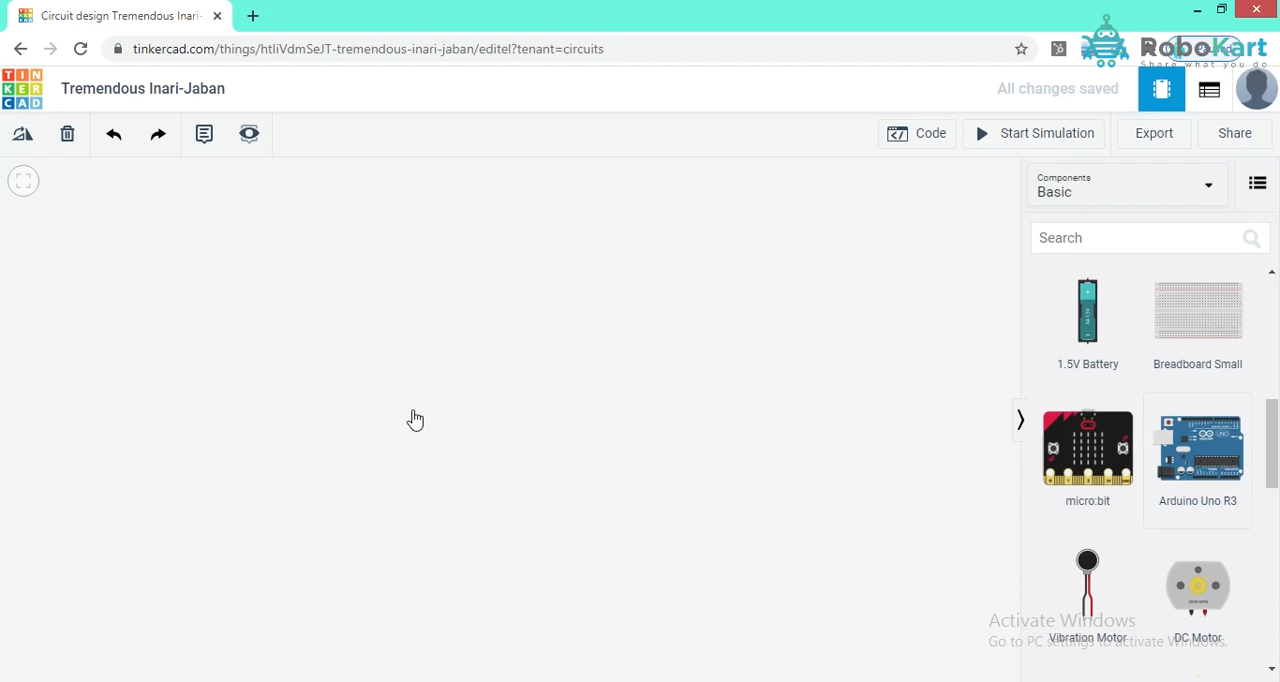 Circuit design Tremendous Inari-
tinkercad.com/things/htIiVdmSeJT-tremendous-inari-jaban/editel?tenant=circuits
RoboKart
Share what you do
TIN
KER
CAD
Tremendous Inari-Jaban
All changes saved
Code
Start Simulation
Export
Share
Components
Basic
Search
1.5V Battery
Breadboard Small
micro:bit
Arduino Uno R3
Vibration Motor
DC Motor
Activate Windows
Go to PC settings to activate Windows.